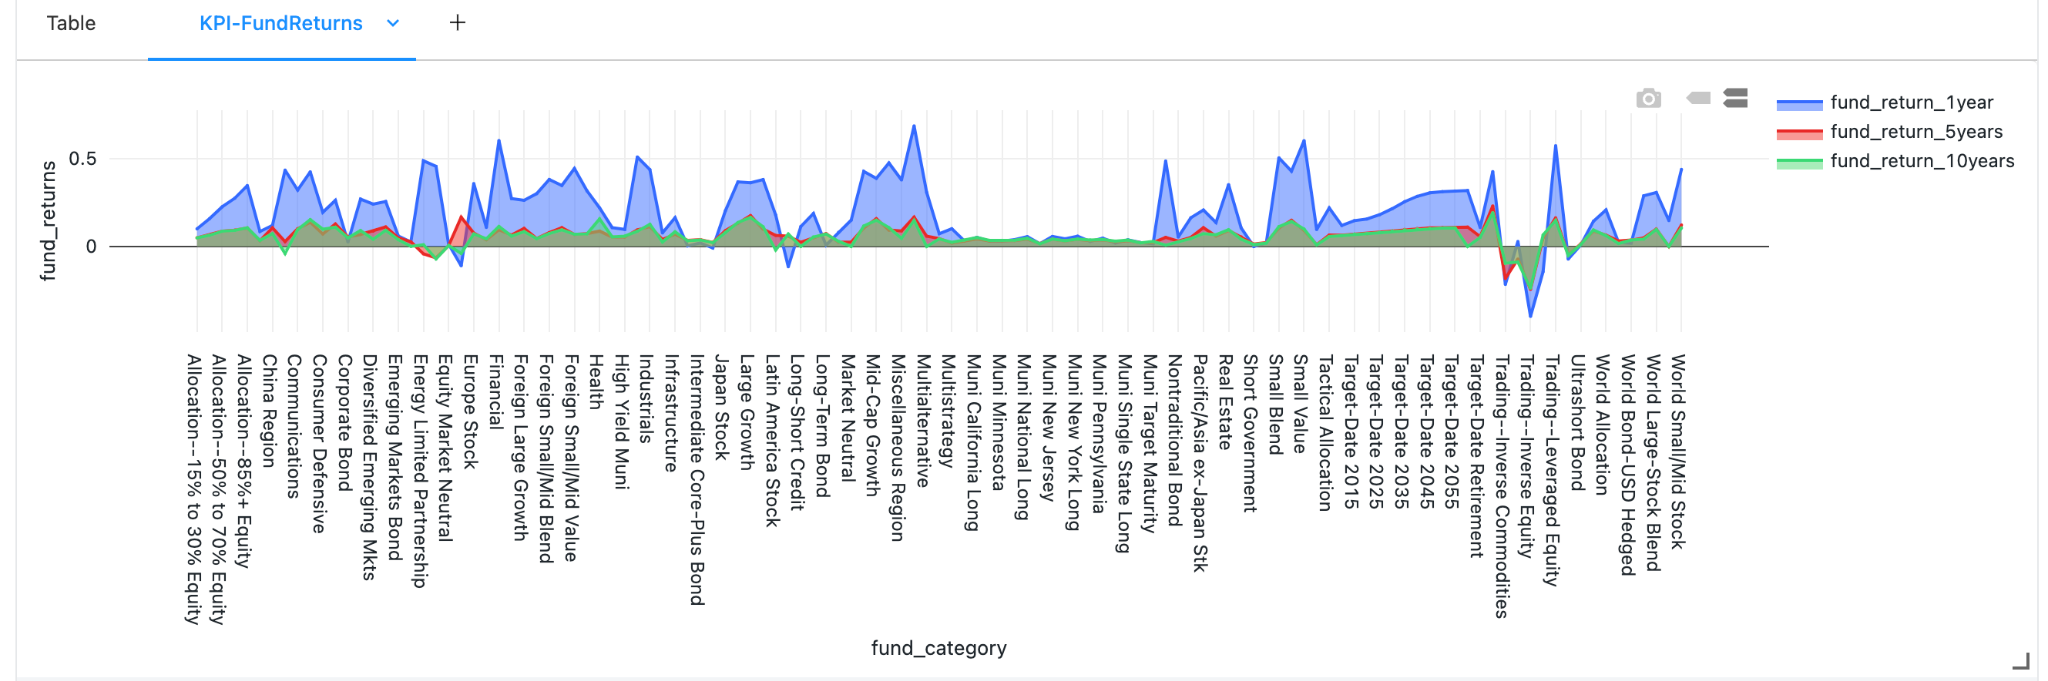 Table
KPI-FundReturns
+
fund_return_1year
fund_return_5years
fund_return_10years
fund_returns
0.5
0
Allocation--15% to 30% Equity
Allocation--50% to 70% Equity
Allocation--85%+ Equity
China Region
Communications
Consumer Defensive
Corporate Bond
Diversified Emerging Mkts
Emerging Markets Bond
Energy Limited Partnership
Equity Market Neutral
Europe Stock
Financial
Foreign Large Growth
Foreign Small/Mid Blend
Foreign Small/Mid Value
Health
High Yield Muni
Industrials
Infrastructure
Intermediate Core-Plus Bond
Japan Stock
Large Growth
Latin America Stock
Long-Short Credit
Long-Term Bond
Market Neutral
Mid-Cap Growth
Miscellaneous Region
Multialternative
Multistrategy
Muni California Long
Muni Minnesota
Muni National Long
Muni New Jersey
Muni New York Long
Muni Pennsylvania
Muni Single State Long
Muni Target Maturity
Nontraditional Bond
Pacific/Asia ex-Japan Stk
Real Estate
Short Government
Small Blend
Small Value
Tactical Allocation
Target-Date 2015
Target-Date 2025
Target-Date 2035
Target-Date 2045
Target-Date 2055
Target-Date Retirement
Trading--Inverse Commodities
Trading--Inverse Equity
Trading--Leveraged Equity
Ultrashort Bond
World Allocation
World Bond-USD Hedged
World Large-Stock Blend
World Small/Mid Stock
fund_category